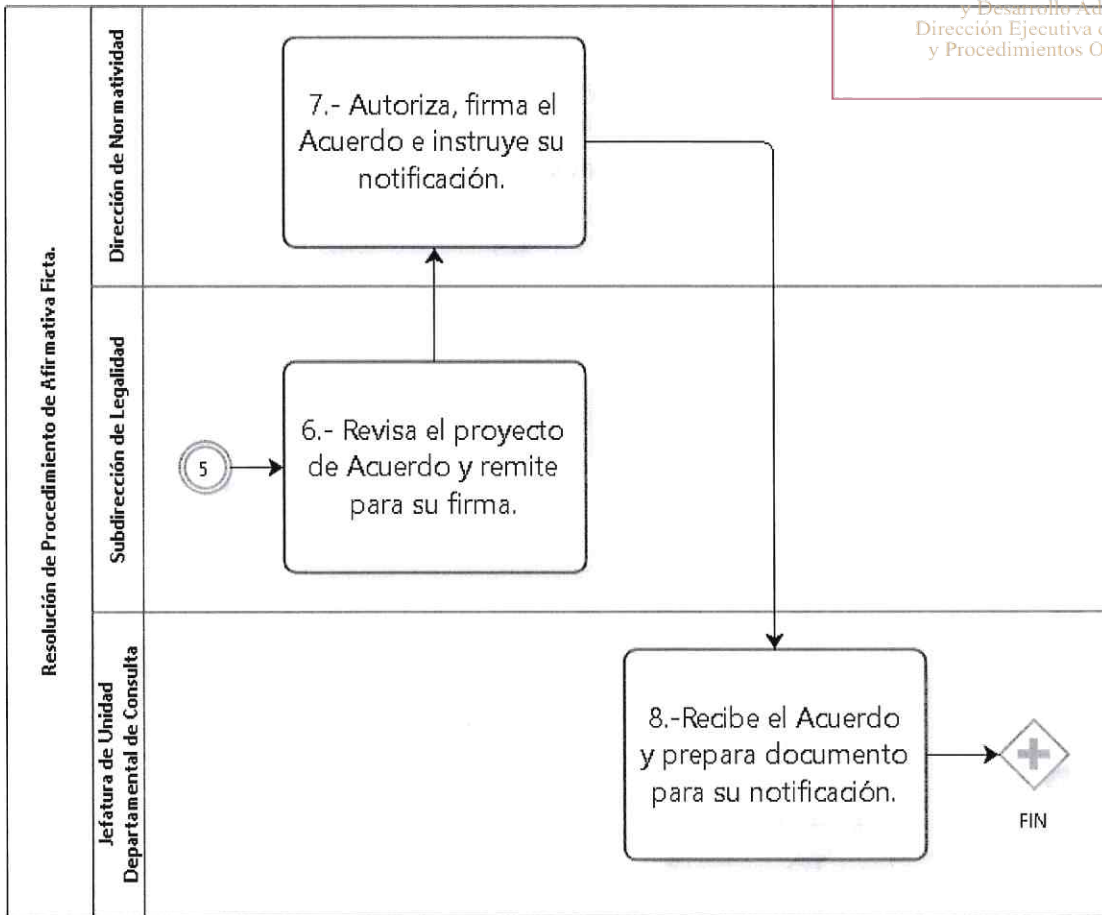 y Desarrollo
Dirección Ejecutiva
y Procedimientos
Resolución de Procedimiento de Afirmativa Ficta.
Dirección de Normatividad
7.- Autoriza, firma el
Acuerdo e instruye su
notificación.
Subdirección de Legalidad
5
6.- Revisa el proyecto
de Acuerdo y remite
para su firma.
Jefatura de Unidad
Departamental de Consulta
8.-Recibe el Acuerdo
y prepara documento
para su notificación.
FIN